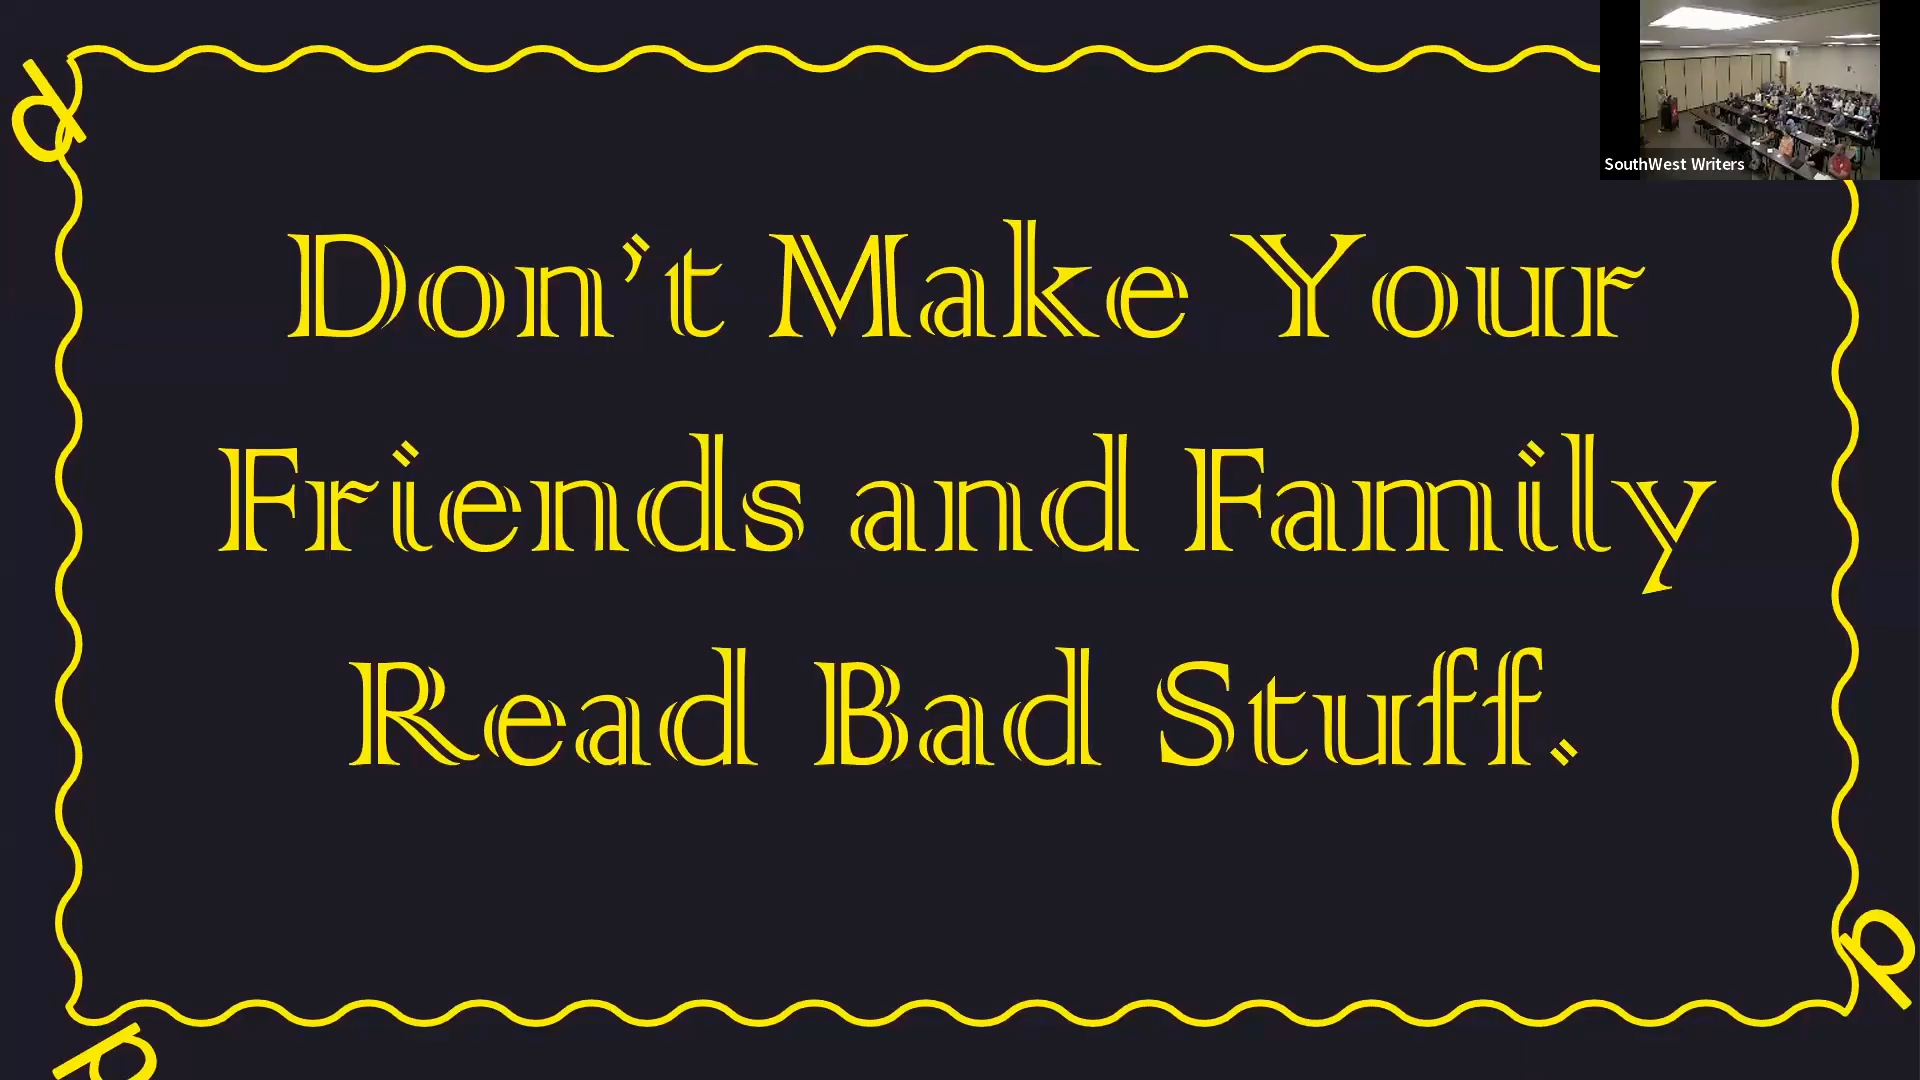 SouthWest Writers
Don't Make Your
Friends and Family
Read Bad Stuff.